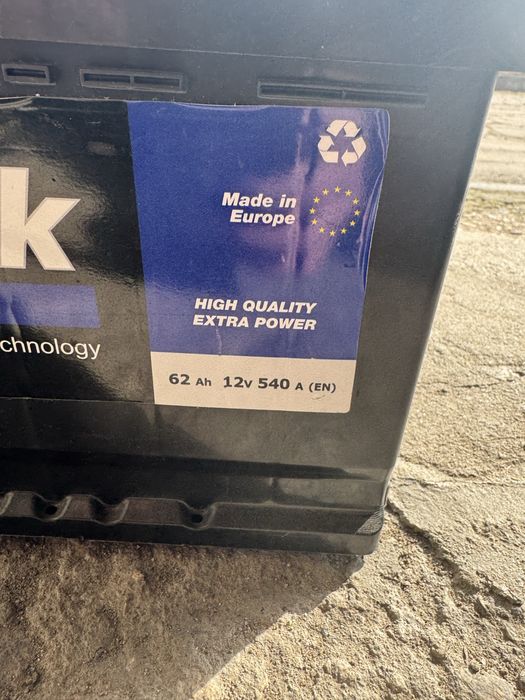 k
chnology
Made in
Europe
HIGH QUALITY
EXTRA POWER
62 Ah 12v 540 A (EN)